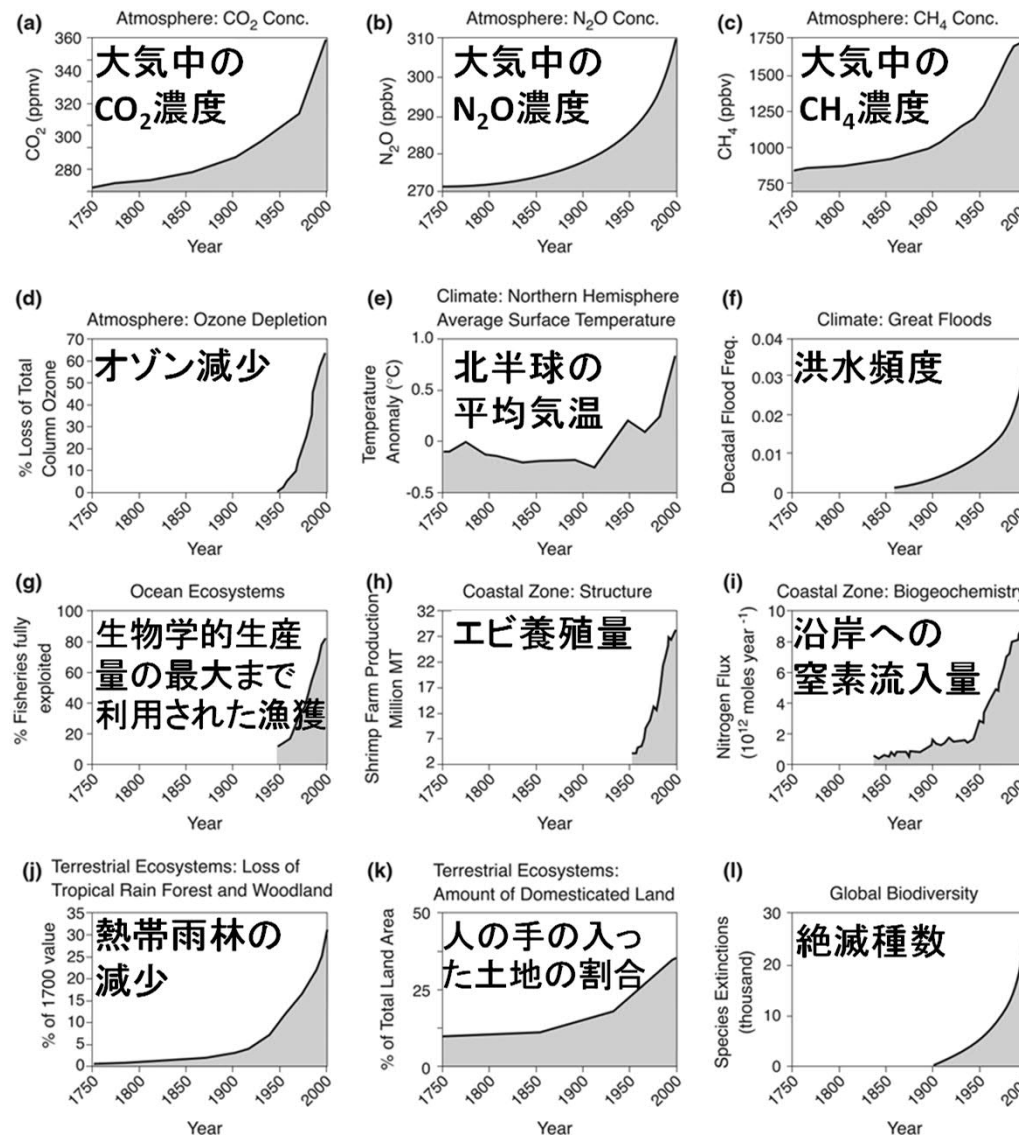 (a)
Atmosphere: CO2 Conc.
大気中の
CO2濃度
CO2 (ppmv)
360
340
320
300
280
1750
1800
1850
1900
1950
2000
Year
(b)
Atmosphere: N2O Conc.
大気中の
N2O濃度
N2O (ppbv)
310
300
290
280
270
1750
1800
1850
1900
1950
2000
Year
(c)
Atmosphere: CH4 Conc.
大気中の
CH4濃度
CH4 (ppbv)
1750
1500
1250
1000
750
1750
1800
1850
1900
1950
2000
Year
(d)
Atmosphere: Ozone Depletion
オゾン減少
% Loss of Total
Column Ozone
70
60
50
40
30
20
10
0
1750
1800
1850
1900
1950
2000
Year
(e)
Climate: Northern Hemisphere
Average Surface Temperature
北半球の
平均気温
Temperature
Anomaly (°C)
1.0
0.5
0
-0.5
1750
1800
1850
1900
1950
2000
Year
(f)
Climate: Great Floods
洪水頻度
Decadal Flood Freq.
0.04
0.03
0.02
0.01
0
1750
1800
1850
1900
1950
2000
Year
(g)
Ocean Ecosystems
生物学的生産
量の最大まで
利用された漁獲
% Fisheries fully
exploited
100
80
60
40
20
0
1750
1800
1850
1900
1950
2000
Year
(h)
Coastal Zone: Structure
エビ養殖量
Shrimp Farm Production
Million MT
32
27
22
17
12
7
2
1750
1800
1850
1900
1950
2000
Year
(i)
Coastal Zone: Biogeochemistry
沿岸への
窒素流入量
Nitrogen Flux
(1012 moles year -1)
10
8
6
4
2
0
1750
1800
1850
1900
1950
2000
Year
(j)
Terrestrial Ecosystems: Loss of
Tropical Rain Forest and Woodland
熱帯雨林の
減少
% of 1700 value
35
30
25
20
15
10
5
0
1750
1800
1850
1900
1950
2000
Year
(k)
Terrestrial Ecosystems:
Amount of Domesticated Land
人の手の入っ
た土地の割合
% of Total Land Area
50
25
0
1750
1800
1850
1900
1950
2000
Year
(l)
Global Biodiversity
絶滅種数
Species Extinctions
(thousand)
30
20
10
0
1750
1800
1850
1900
1950
2000
Year